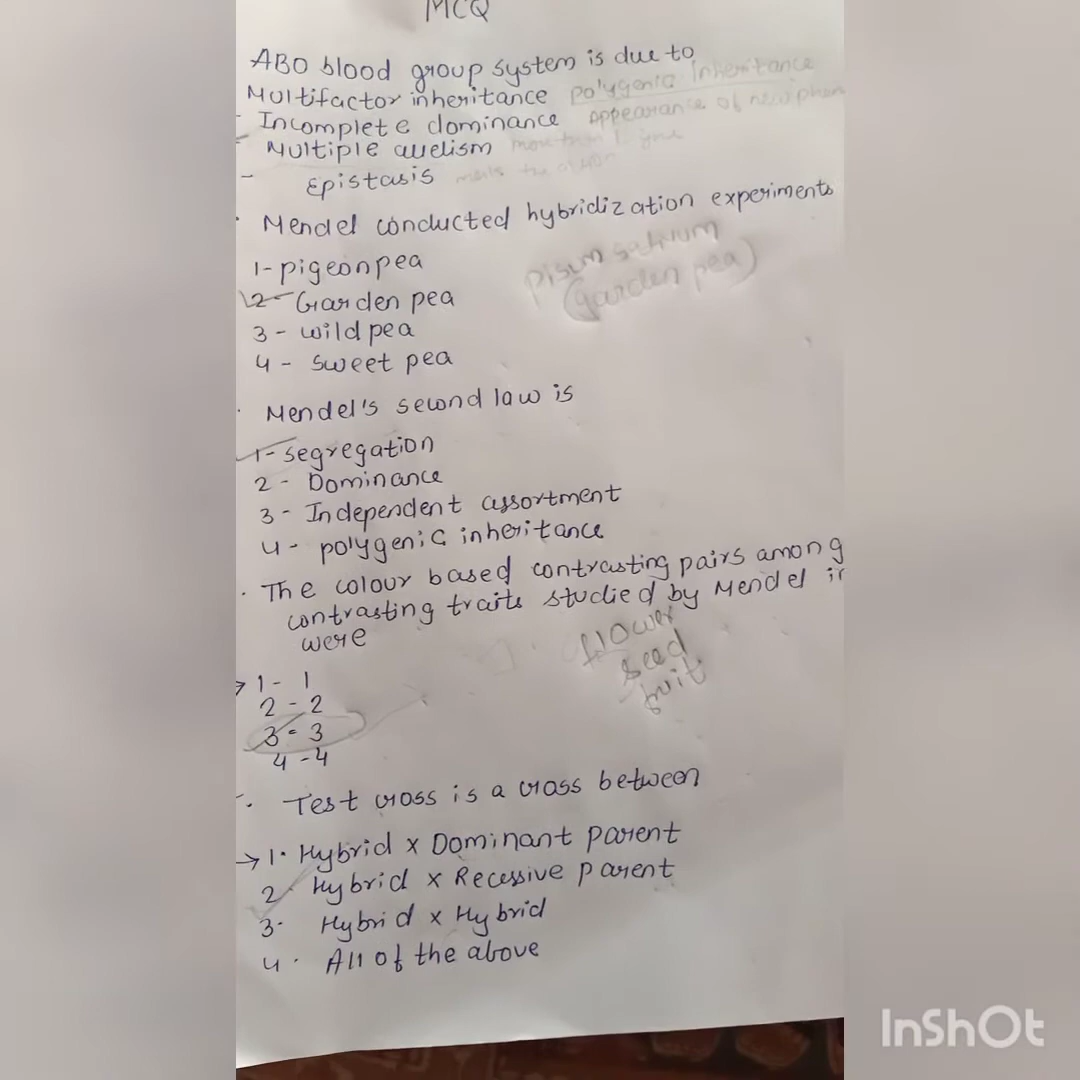 MCQ
ABO blood group system is due to
Multifactor inheritance polygenic inheritance
- Incomplete dominance Appearance of new phen
Multiple allelism more than 1 gene
- Epistasis
Mendel conducted hybridization experiments
1- pigeonpea
Pisum sativum
2- Garden pea
(garden pea)
3 - wild pea
4 - sweet pea
Mendel's second law is
1- segregation
2 - Dominance
3 - Independent assortment
4 - polygenic inheritance
. The colour based contrasting pairs among
contrasting traits studied by Mendel in
were
flower
seed
fruit
→ 1 - 1
2 - 2
3 - 3
4 - 4
Test cross is a cross between
→ 1. Hybrid x Dominant parent
2. Hybrid x Recessive parent
3. Hybrid x Hybrid
4. All of the above
InShOt